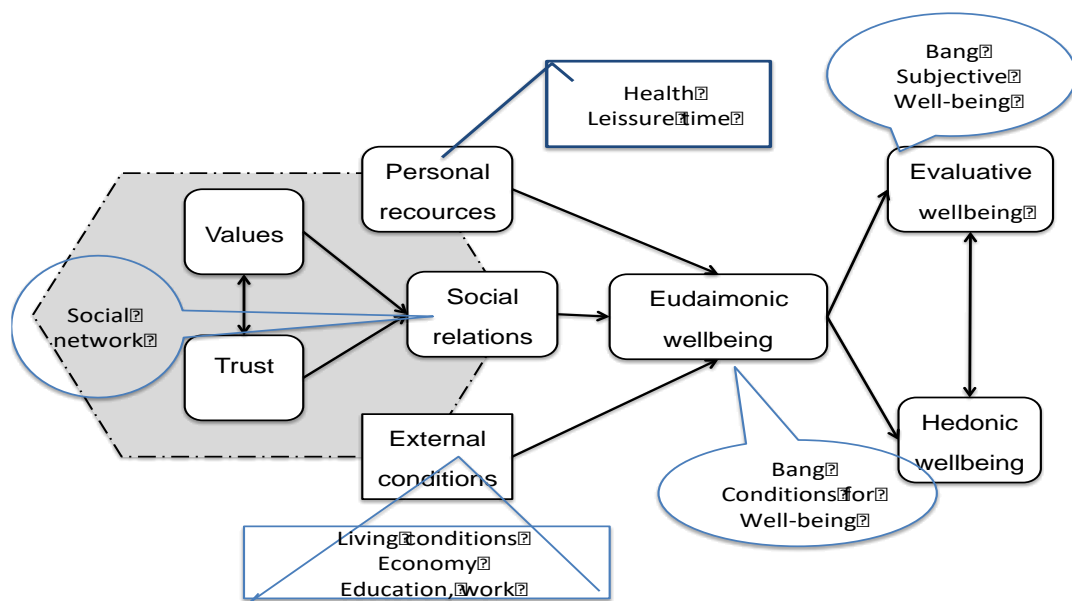 Bang
Subjective
Well-being
Health
Leissure time
Personal
recources
Evaluative
wellbeing
Values
Social
relations
Eudaimonic
wellbeing
Social
network
Trust
Hedonic
wellbeing
External
conditions
Bang
Conditions for
Well-being
Living conditions
Economy
Education, work